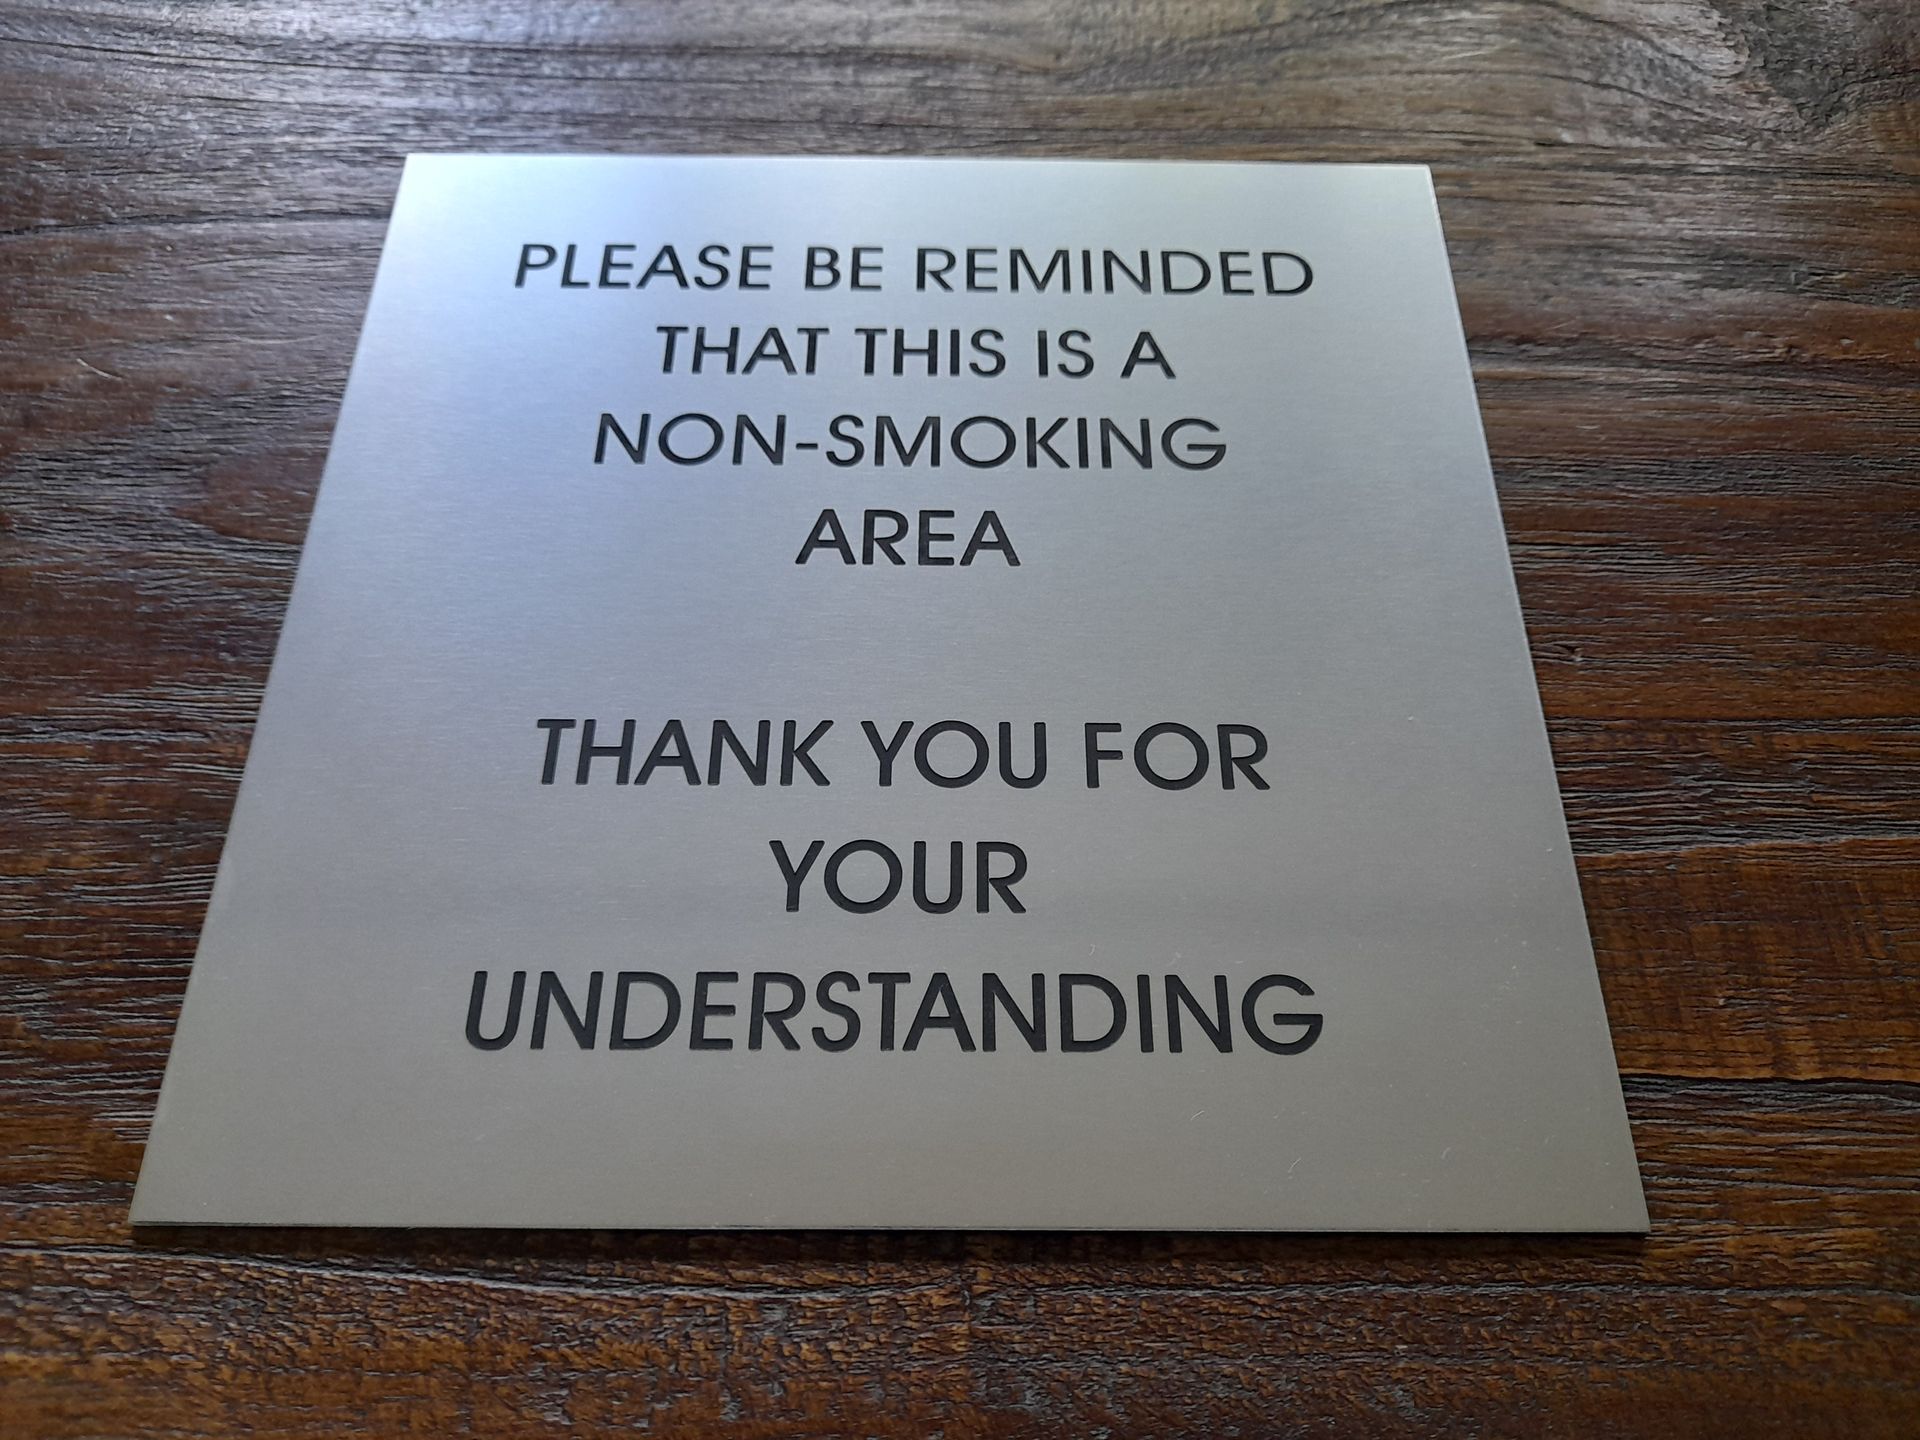 PLEASE BE REMINDED
THAT THIS IS A
NON-SMOKING
AREA
THANK YOU FOR
YOUR
UNDERSTANDING